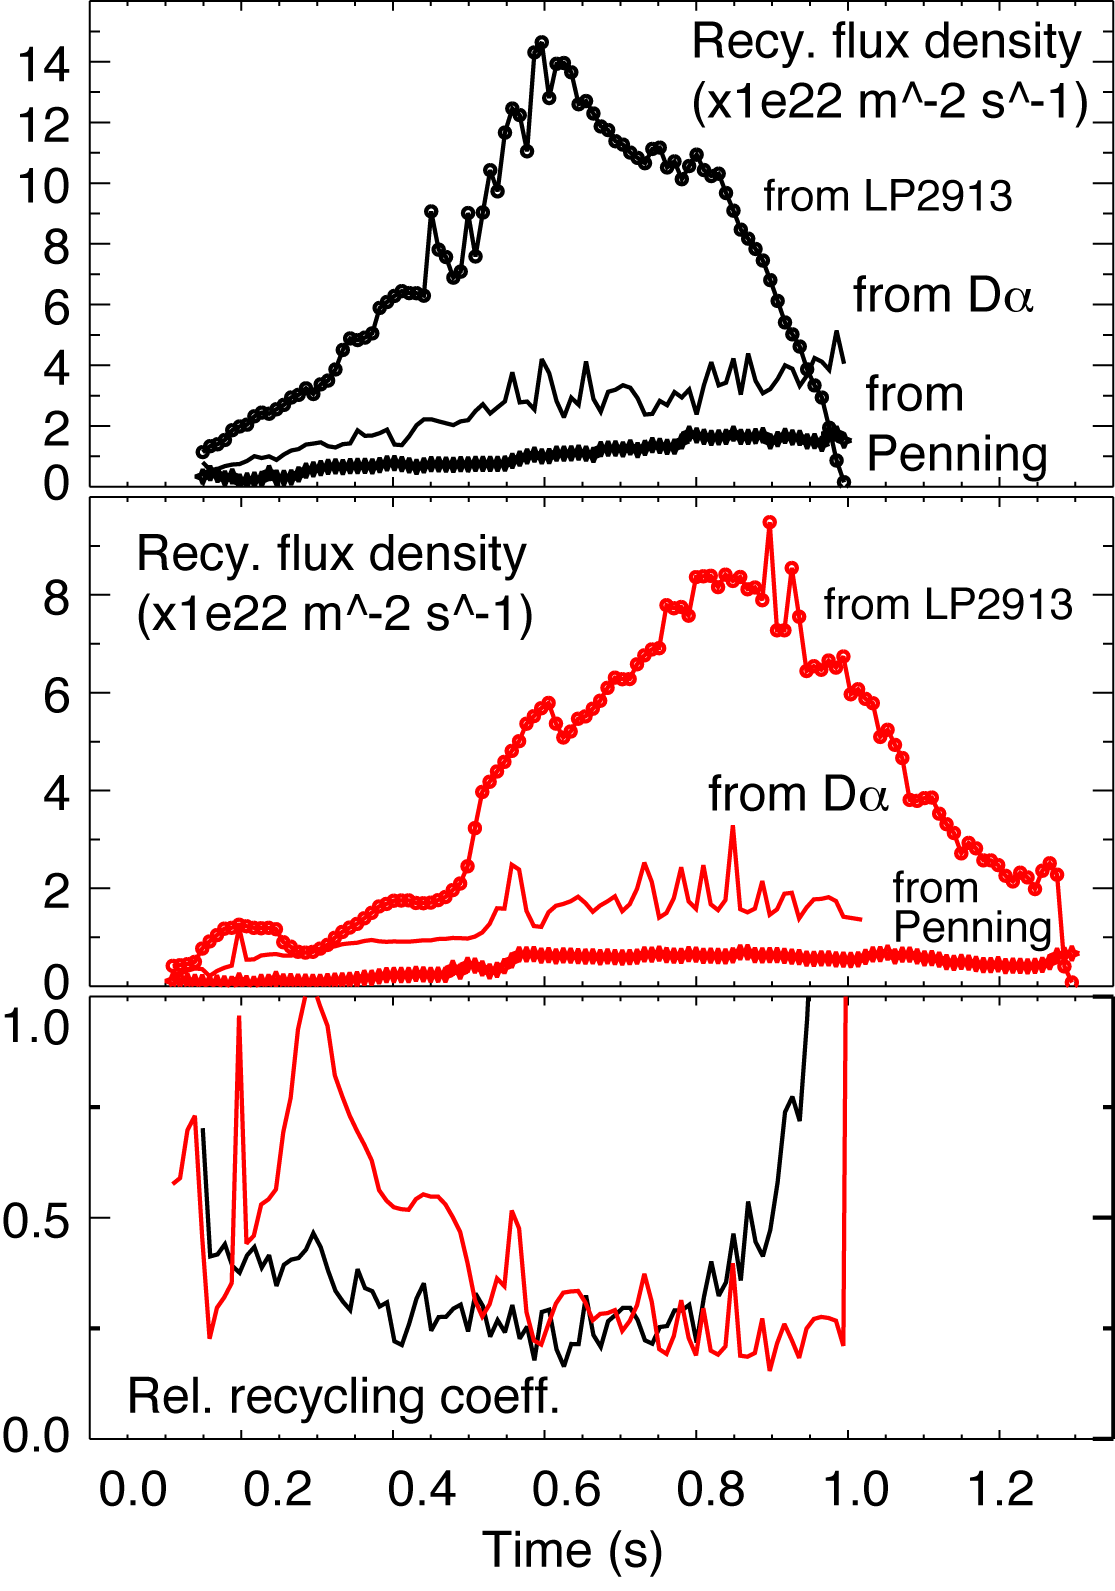 Recy. flux density
(x1e22 m^-2 s^-1)
from LP2913
from Dα
from
Penning
14
12
10
8
6
4
2
0
Recy. flux density
(x1e22 m^-2 s^-1)
from LP2913
from Dα
from
Penning
8
6
4
2
0
1.0
0.5
0.0
Rel. recycling coeff.
0.0 0.2 0.4 0.6 0.8 1.0 1.2
Time (s)